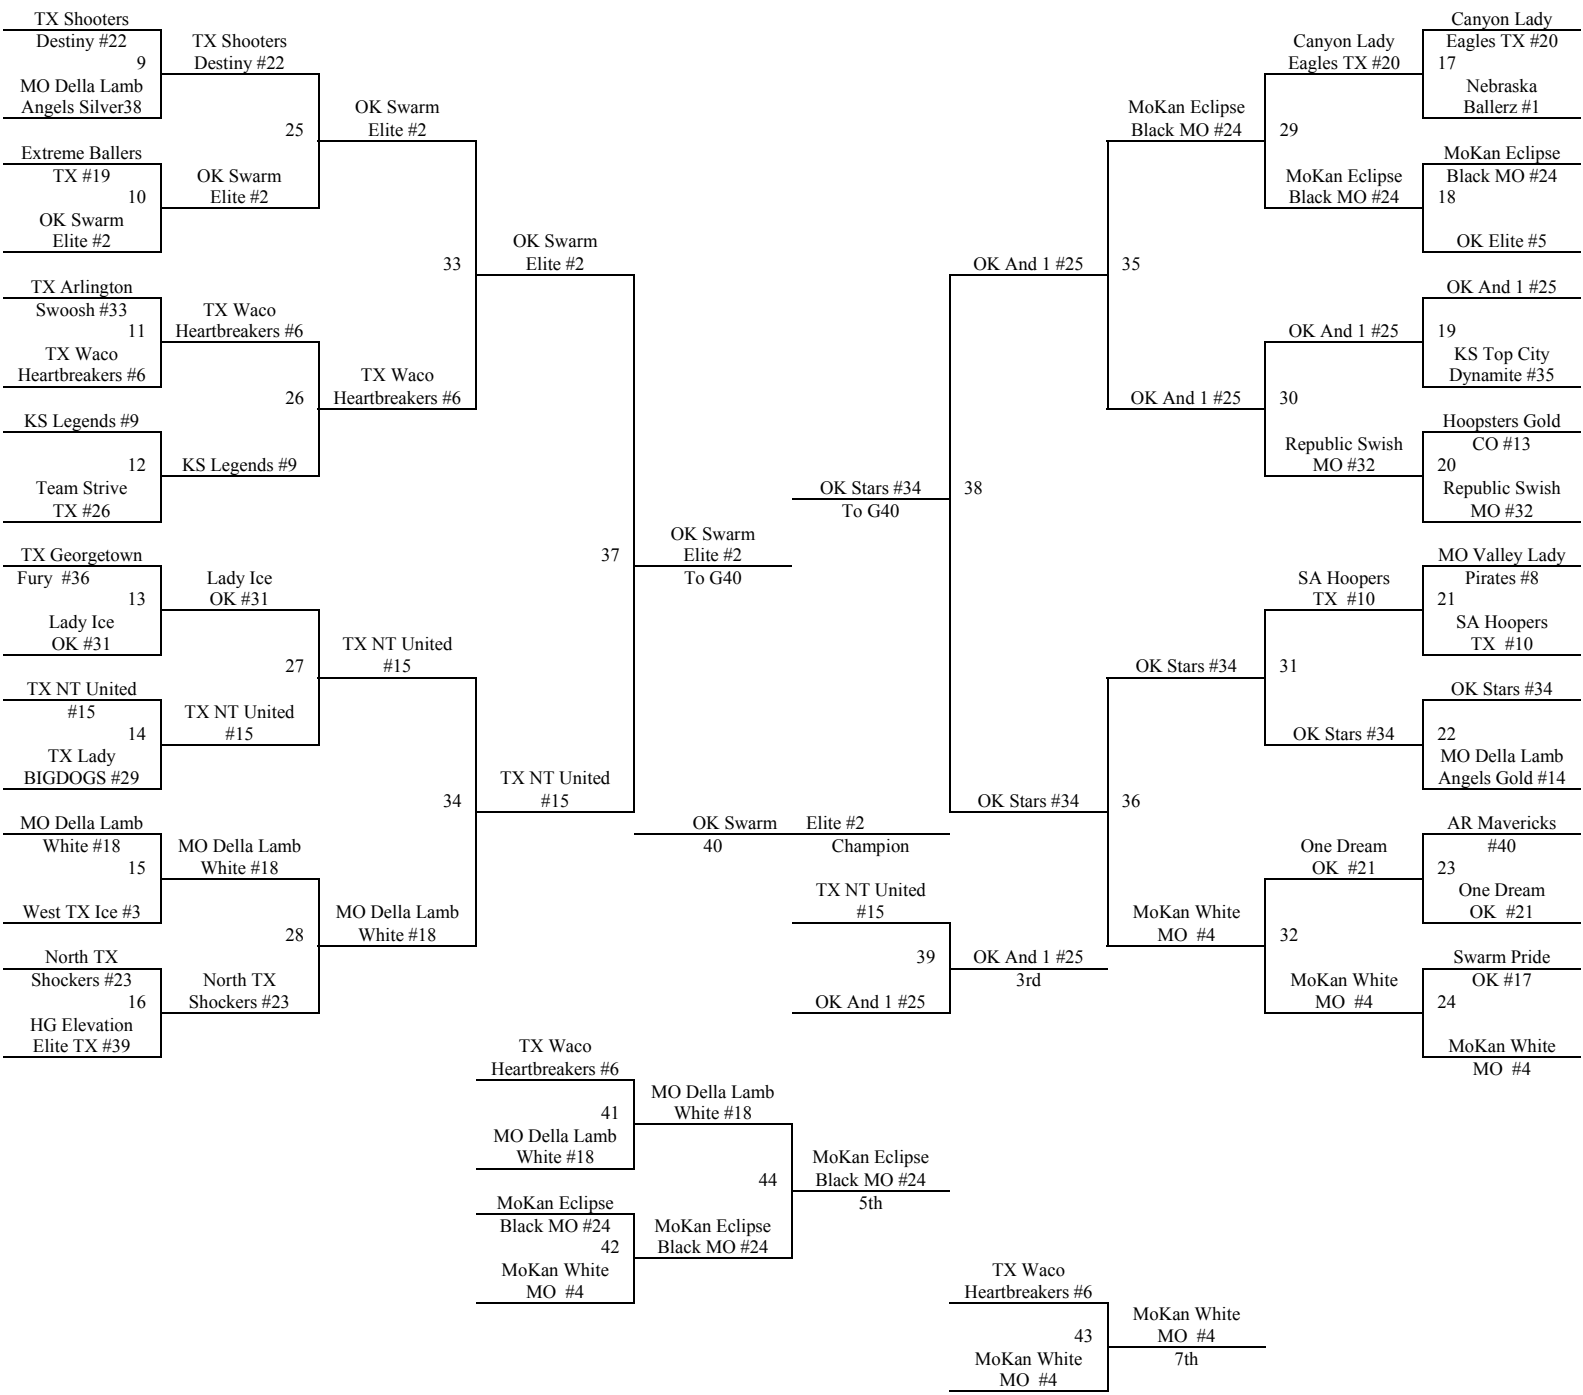 TX Shooters
Destiny #22
9
MO Della Lamb
Angels Silver38
Extreme Ballers
TX #19
10
OK Swarm
Elite #2
TX Arlington
Swoosh #33
11
TX Waco
Heartbreakers #6
KS Legends #9
12
Team Strive
TX #26
TX Georgetown
Fury  #36
13
Lady Ice
OK #31
TX NT United
#15
14
TX Lady
BIGDOGS #29
MO Della Lamb
White #18
15
West TX Ice #3
North TX
Shockers #23
16
HG Elevation
Elite TX #39
TX Shooters
Destiny #22
25
OK Swarm
Elite #2
TX Waco
Heartbreakers #6
26
KS Legends #9
Lady Ice
OK #31
27
TX NT United
#15
MO Della Lamb
White #18
28
North TX
Shockers #23
OK Swarm
Elite #2
33
TX Waco
Heartbreakers #6
TX NT United
#15
34
MO Della Lamb
White #18
OK Swarm
Elite #2
37
TX NT United
#15
OK Swarm
Elite #2
To G40
OK Stars #34
To G40
OK Swarm Elite #2
40 Champion
TX NT United
#15
39
OK And 1 #25
OK And 1 #25
3rd
OK And 1 #25
38
OK Stars #34
MoKan Eclipse
Black MO #24
35
OK And 1 #25
OK Stars #34
36
MoKan White
MO  #4
Canyon Lady
Eagles TX #20
29
MoKan Eclipse
Black MO #24
OK And 1 #25
30
Republic Swish
MO #32
SA Hoopers
TX  #10
31
OK Stars #34
One Dream
OK  #21
32
MoKan White
MO  #4
Canyon Lady
Eagles TX #20
17
Nebraska
Ballerz #1
MoKan Eclipse
Black MO #24
18
OK Elite #5
OK And 1 #25
19
KS Top City
Dynamite #35
Hoopsters Gold
CO #13
20
Republic Swish
MO #32
MO Valley Lady
Pirates #8
21
SA Hoopers
TX  #10
OK Stars #34
22
MO Della Lamb
Angels Gold #14
AR Mavericks
#40
23
One Dream
OK  #21
Swarm Pride
OK #17
24
MoKan White
MO  #4
TX Waco
Heartbreakers #6
41
MO Della Lamb
White #18
MoKan Eclipse
Black MO #24
42
MoKan White
MO  #4
MO Della Lamb
White #18
44
MoKan Eclipse
Black MO #24
MoKan Eclipse
Black MO #24
5th
TX Waco
Heartbreakers #6
43
MoKan White
MO  #4
MoKan White
MO  #4
7th